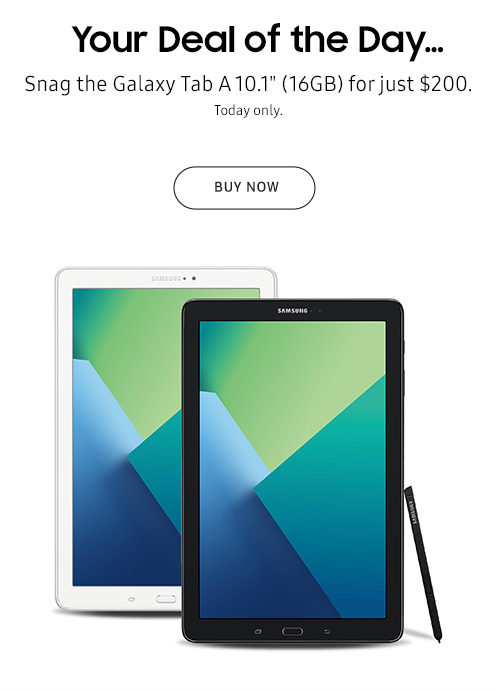 Your Deal of the Day...
Snag the Galaxy Tab A 10.1" (16GB) for just $200.
Today only.
BUY NOW
SAMSUNG
SAMSUNG
SAMSUNG